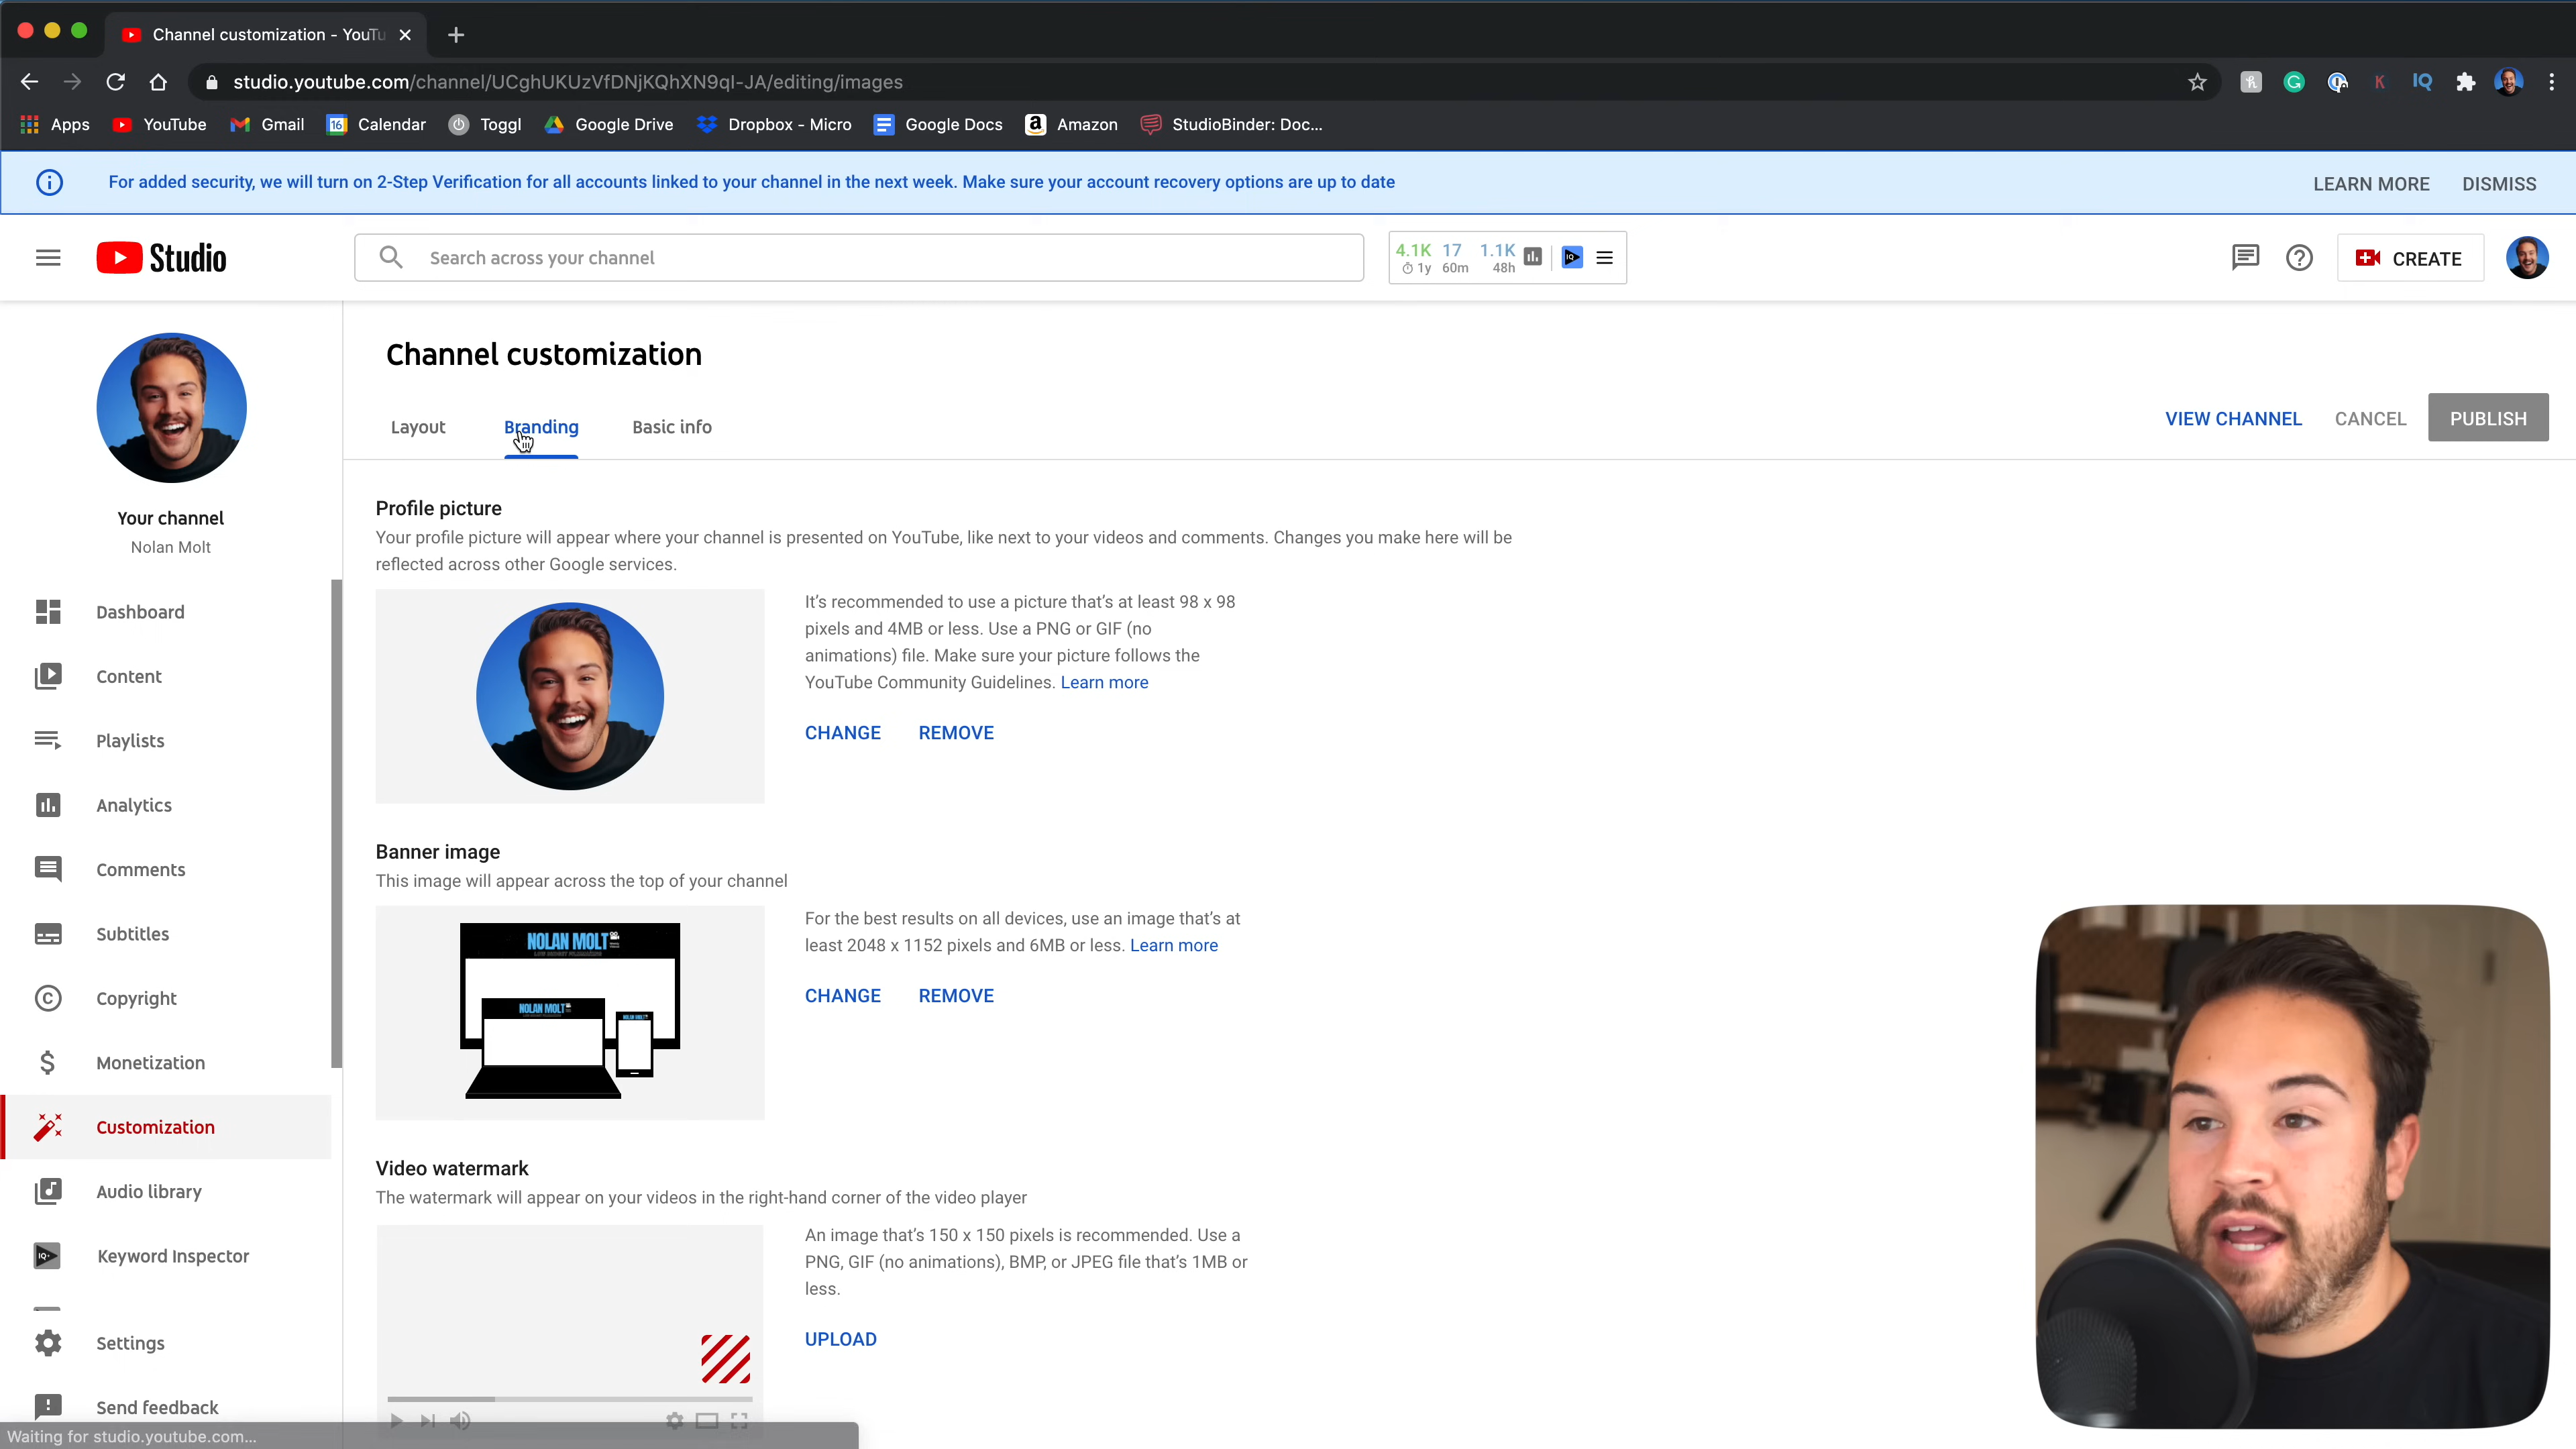 Channel customization - YouTu
studio.youtube.com/channel/UCghUKUzVfDNjKQhXN9qI-JA/editing/images
K
IQ
Apps YouTube Gmail 16 Calendar Toggl Google Drive Dropbox - Micro Google Docs a Amazon StudioBinder: Doc...
For added security, we will turn on 2-Step Verification for all accounts linked to your channel in the next week. Make sure your account recovery options are up to date
LEARN MORE DISMISS
Studio
Search across your channel
4.1K 17 1.1K
1y 60m 48h
IQ
CREATE
Your channel
Nolan Molt
Dashboard
Content
Playlists
Analytics
Comments
Subtitles
Copyright
Monetization
Customization
Audio library
Keyword Inspector
Settings
Send feedback
Channel customization
Layout Branding Basic info
VIEW CHANNEL CANCEL PUBLISH
Profile picture
Your profile picture will appear where your channel is presented on YouTube, like next to your videos and comments. Changes you make here will be
reflected across other Google services.
It's recommended to use a picture that's at least 98 x 98
pixels and 4MB or less. Use a PNG or GIF (no
animations) file. Make sure your picture follows the
YouTube Community Guidelines. Learn more
CHANGE REMOVE
Banner image
This image will appear across the top of your channel
NOLAN MOLT
NOLAN MOLT
NOLAN MOLT
For the best results on all devices, use an image that's at
least 2048 x 1152 pixels and 6MB or less. Learn more
CHANGE REMOVE
Video watermark
The watermark will appear on your videos in the right-hand corner of the video player
An image that's 150 x 150 pixels is recommended. Use a
PNG, GIF (no animations), BMP, or JPEG file that's 1MB or
less.
UPLOAD
Waiting for studio.youtube.com...